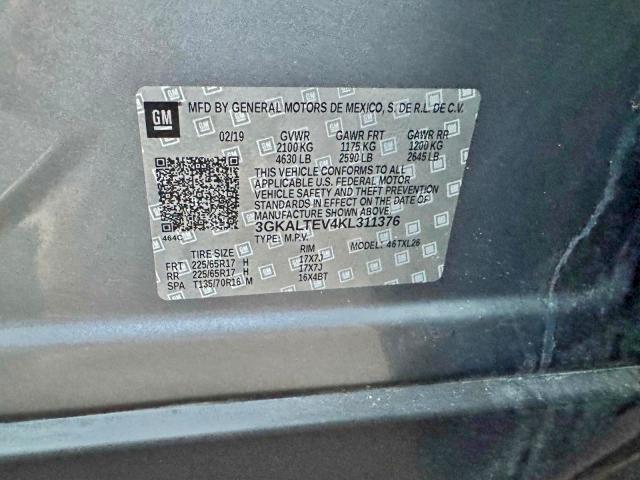 GM
MFD BY GENERAL MOTORS DE MEXICO, S. DE R.L. DE C.V.
02/19 GVWR GAWR FRT GAWR RR
2100 KG 1175 KG 1200 KG
4630 LB 2590 LB 2645 LB
THIS VEHICLE CONFORMS TO ALL
APPLICABLE U.S. FEDERAL MOTOR
VEHICLE SAFETY AND THEFT PREVENTION
STANDARDS IN EFFECT ON THE DATE OF
MANUFACTURE SHOWN ABOVE.
3GKALTEV4KL311376
464C TYPE: M.P.V. MODEL: 46TXL26
TIRE SIZE RIM
FRT 225/65R17 H 17X7J
RR 225/65R17 H 17X7J
SPA T135/70R16 M 16X4BT